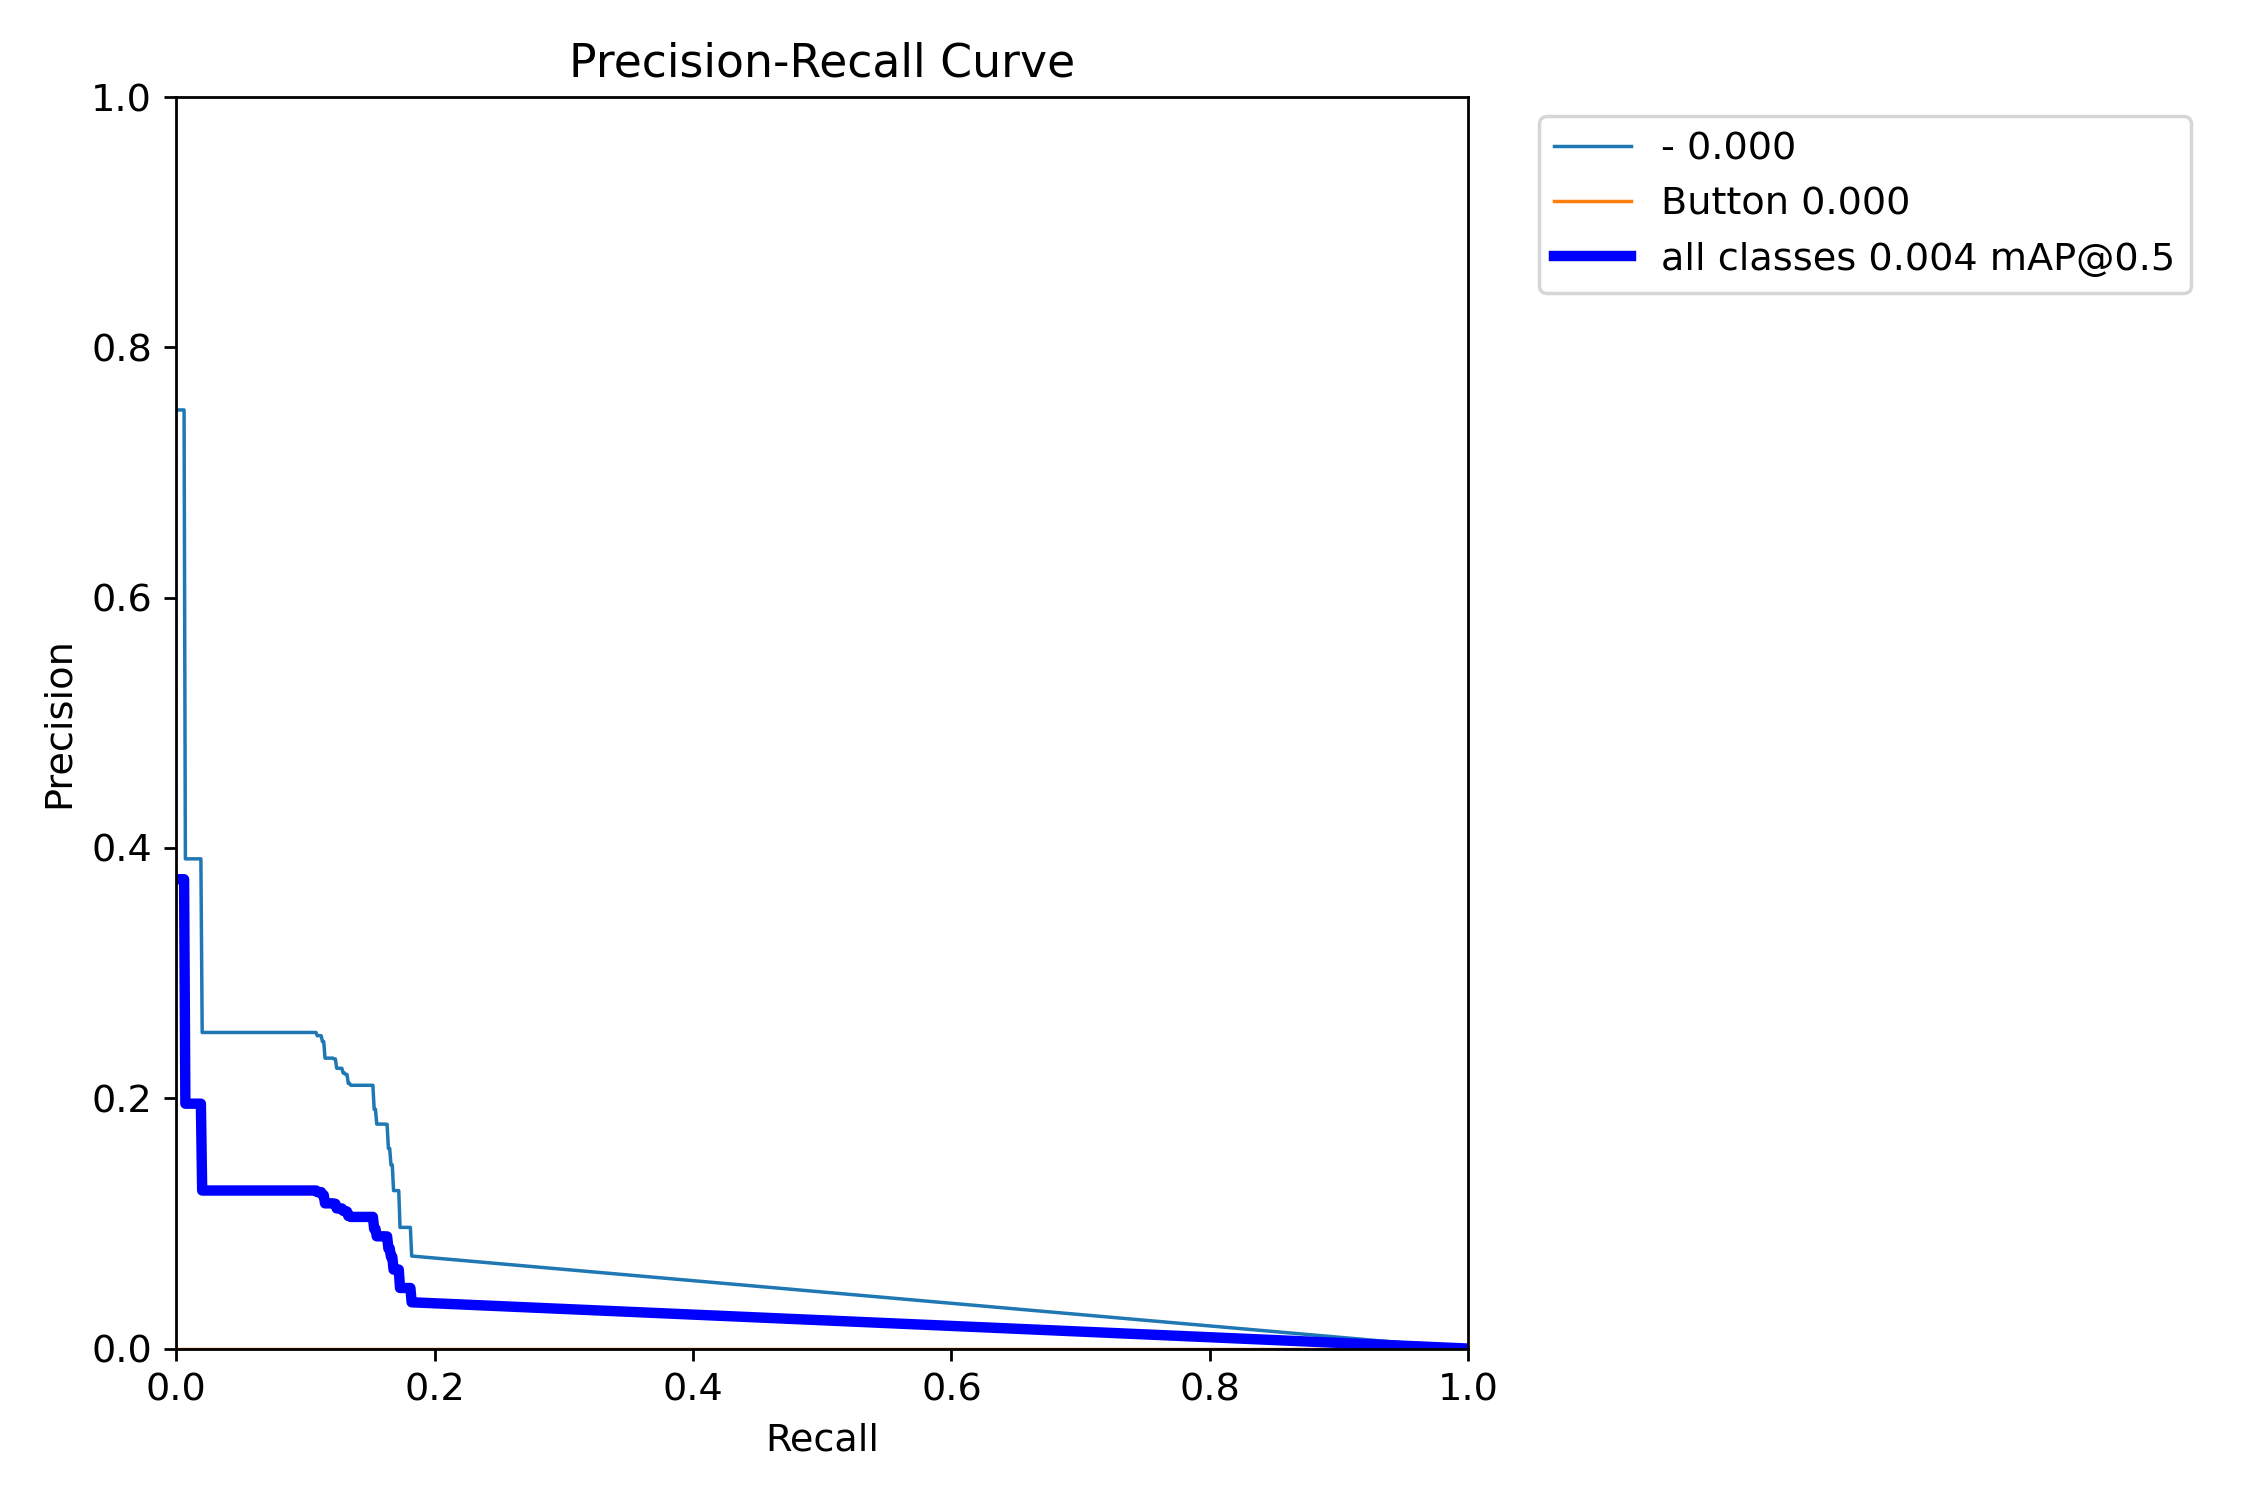 Precision-Recall Curve
1.0
0.8
0.6
0.4
0.2
0.0
Precision
0.0 0.2 0.4 0.6 0.8 1.0
Recall
- 0.000
Button 0.000
all classes 0.004 mAP@0.5